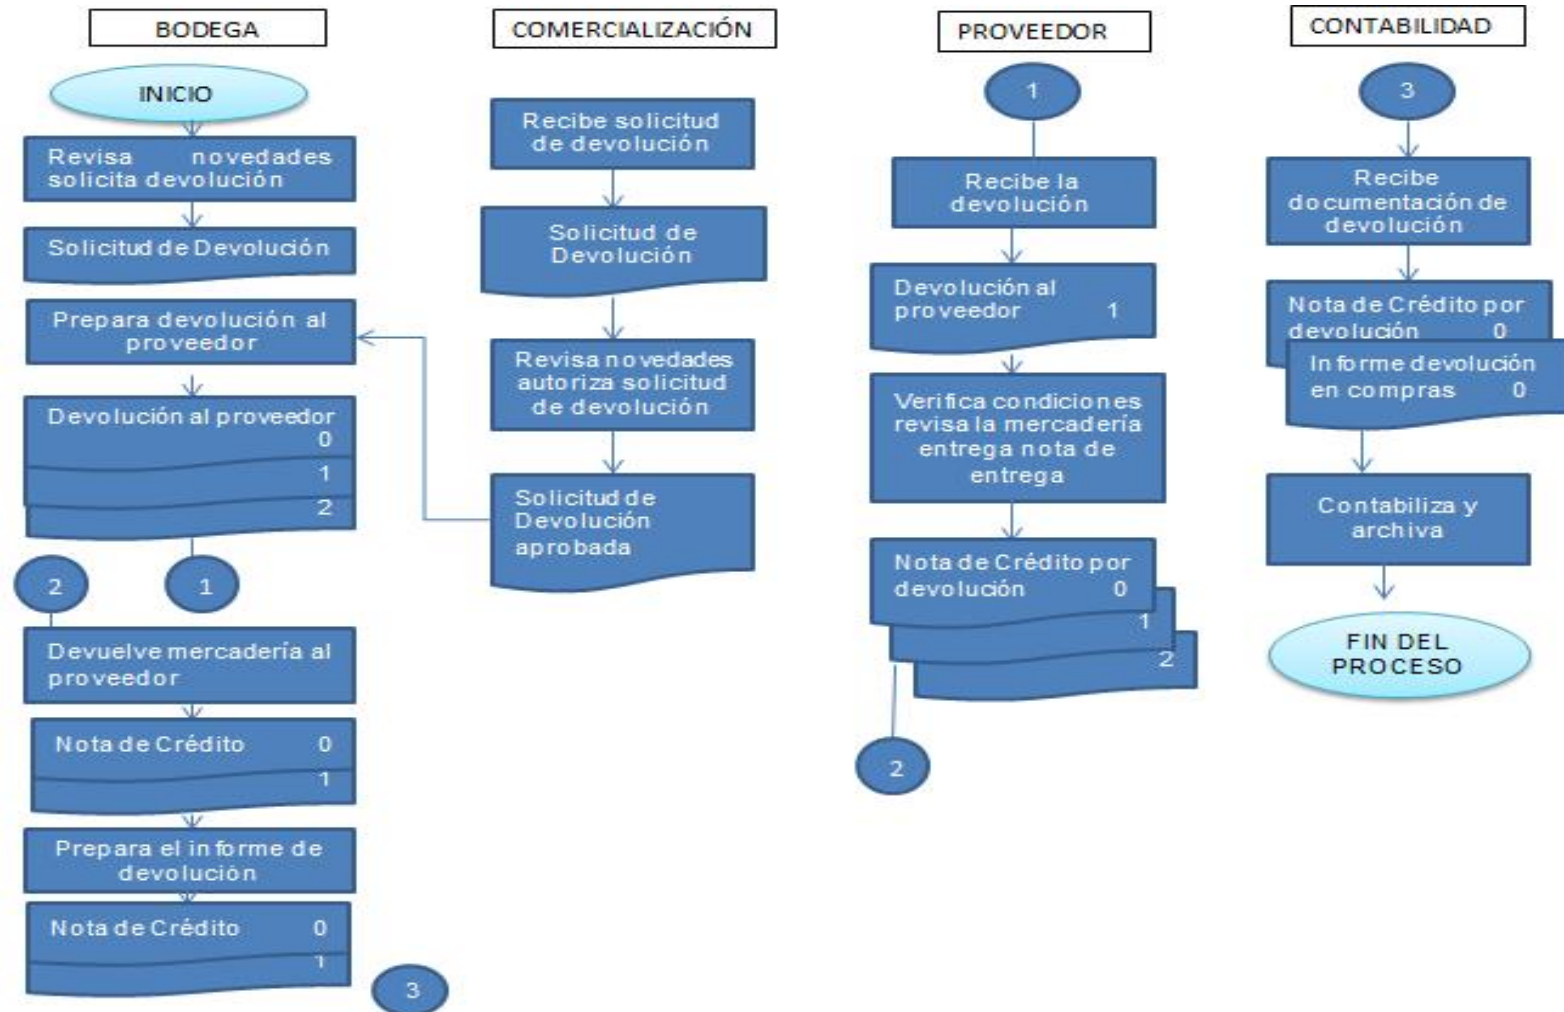 BODEGA
INICIO
Revisa novedades
solicita devolución
Solicitud de Devolución
Prepara devolución al
proveedor
Devolución al proveedor
0
1
2
2
1
Devuelve mercadería al
proveedor
Nota de Crédito 0
1
Prepara el informe de
devolución
Nota de Crédito 0
1
3
COMERCIALIZACIÓN
Recibe solicitud
de devolución
Solicitud de
Devolución
Revisa novedades
autoriza solicitud
de devolución
Solicitud de
Devolución
aprobada
PROVEEDOR
1
Recibe la
devolución
Devolución al
proveedor 1
Verifica condiciones
revisa la mercadería
entrega nota de
entrega
Nota de Crédito por
devolución 0
1
2
2
CONTABILIDAD
3
Recibe
documentación de
devolución
Nota de Crédito por
devolución 0
Informe devolución
en compras 0
Contabiliza y
archiva
FIN DEL
PROCESO